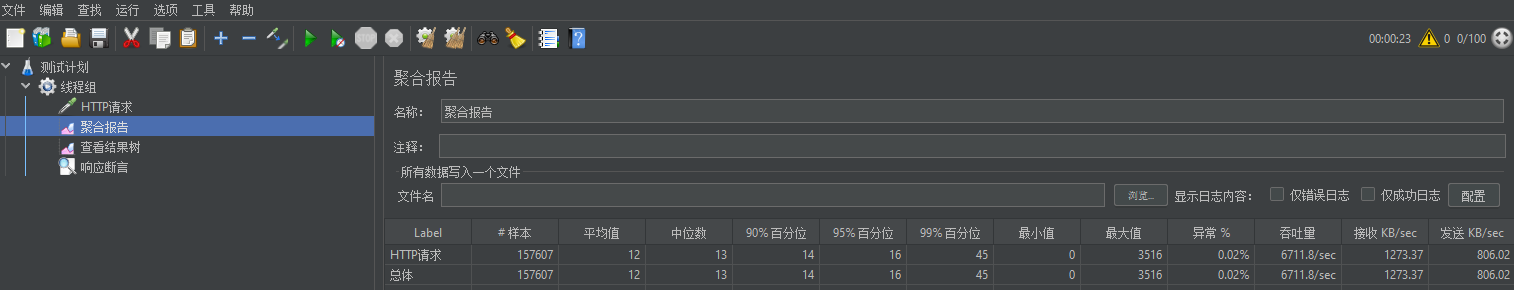 文件 编辑 查找 运行 选项 工具 帮助
STOP 00:00:23 0 0/100
测试计划
线程组
HTTP请求
聚合报告
查看结果树
响应断言
聚合报告
名称: 聚合报告
注释:
所有数据写入一个文件
文件名 浏览... 显示日志内容: 仅错误日志 仅成功日志 配置
Label # 样本 平均值 中位数 90% 百分位 95% 百分位 99% 百分位 最小值 最大值 异常 % 吞吐量 接收 KB/sec 发送 KB/sec
HTTP请求 157607 12 13 14 16 45 0 3516 0.02% 6711.8/sec 1273.37 806.02
总体 157607 12 13 14 16 45 0 3516 0.02% 6711.8/sec 1273.37 806.02